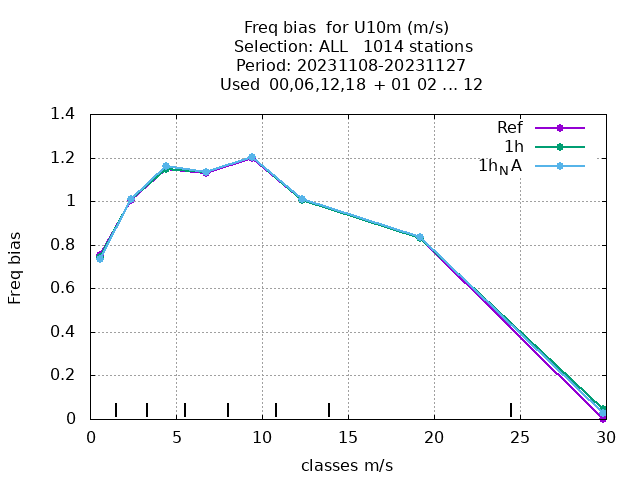 Freq bias  for U10m (m/s)
Selection: ALL   1014 stations
Period: 20231108-20231127
Used  00,06,12,18  + 01 02 ... 12
Ref
1h
1h_NA
1.4
1.2
1
0.8
0.6
0.4
0.2
0
Freq bias
0 5 10 15 20 25 30
classes m/s